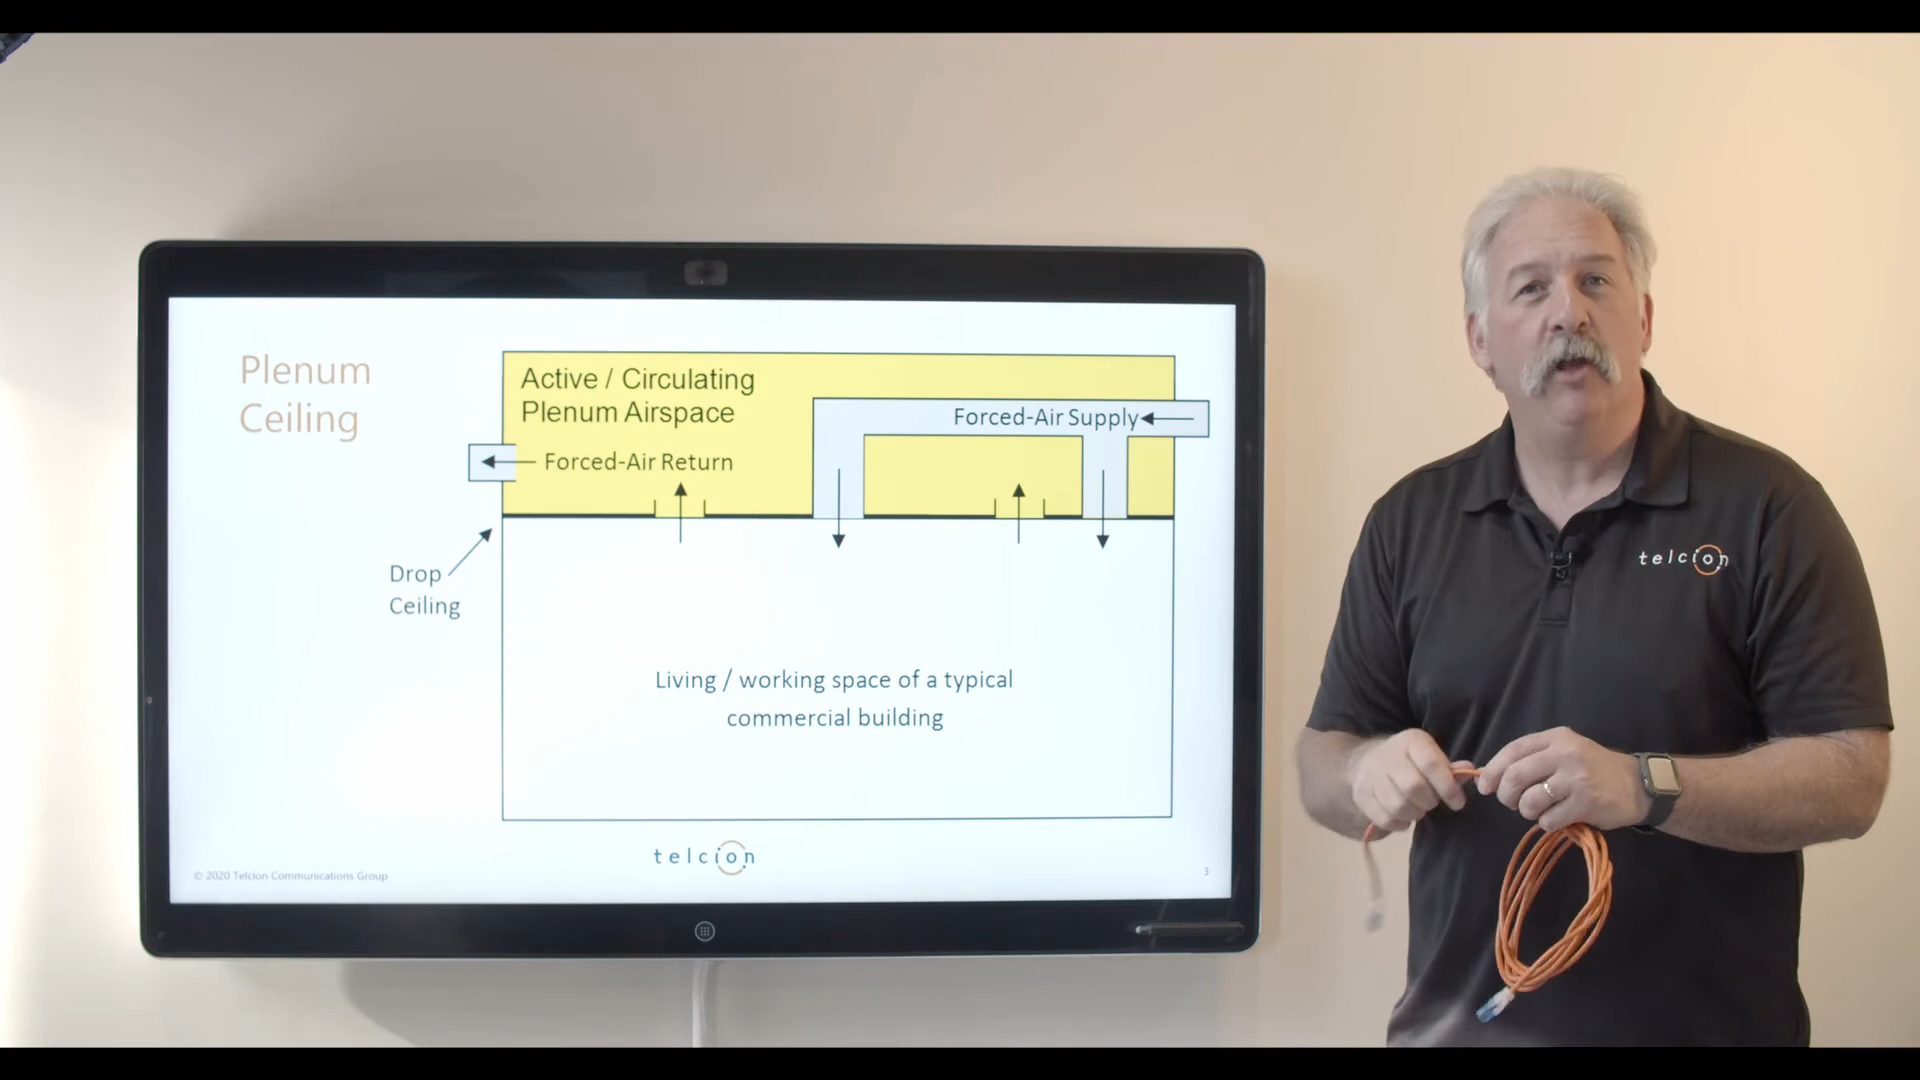 Plenum
Ceiling
Active / Circulating
Plenum Airspace
Forced-Air Supply
Forced-Air Return
Drop
Ceiling
Living / working space of a typical
commercial building
telcion
© 2020 Telcion Communications Group
3
telcion